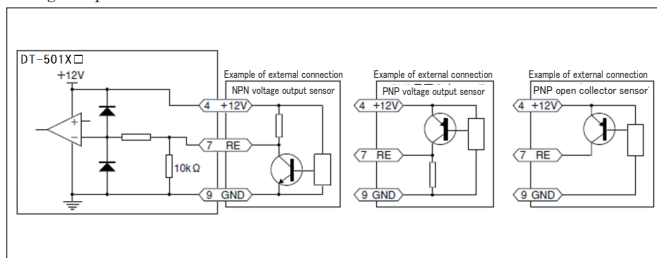 DT-501X□
+12V
10kΩ
Example of external connection
NPN voltage output sensor
4 +12V
7 RE
9 GND
Example of external connection
PNP voltage output sensor
4 +12V
7 RE
9 GND
Example of external connection
PNP open collector sensor
4 +12V
7 RE
9 GND